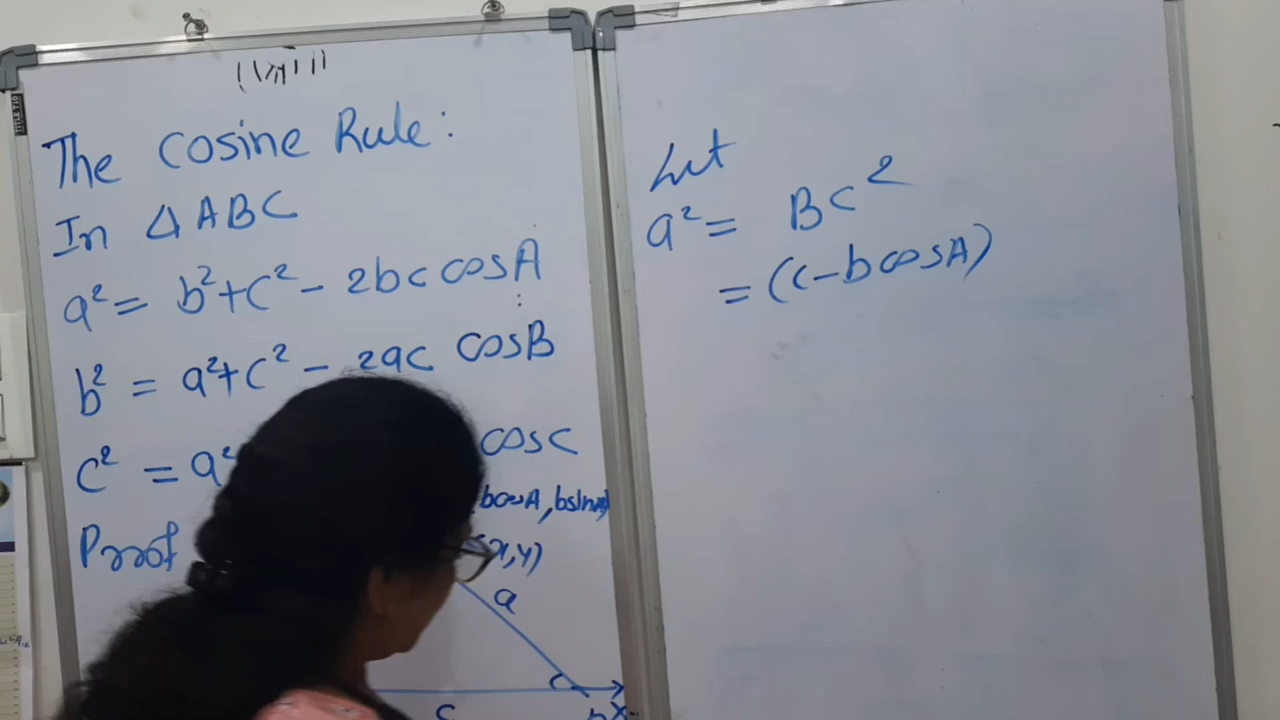 The Cosine Rule:
In △ABC
a² = b²+c² - 2bc cosA
b² = a²+c² - 2ac cosB
c² = a² cosC
Proof
bcosA, bsinA)
(x,y)
a
c
X
Let
a² = BC²
= (c-bcosA)